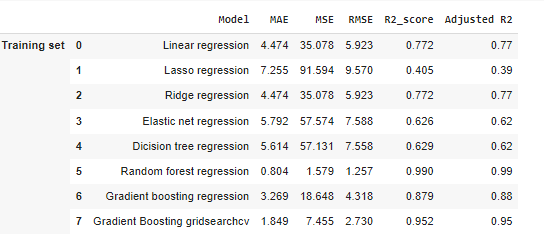 Model MAE MSE RMSE R2_score Adjusted R2
Training set 0 Linear regression 4.474 35.078 5.923 0.772 0.77
1 Lasso regression 7.255 91.594 9.570 0.405 0.39
2 Ridge regression 4.474 35.078 5.923 0.772 0.77
3 Elastic net regression 5.792 57.574 7.588 0.626 0.62
4 Dicision tree regression 5.614 57.131 7.558 0.629 0.62
5 Random forest regression 0.804 1.579 1.257 0.990 0.99
6 Gradient boosting regression 3.269 18.648 4.318 0.879 0.88
7 Gradient Boosting gridsearchcv 1.849 7.455 2.730 0.952 0.95